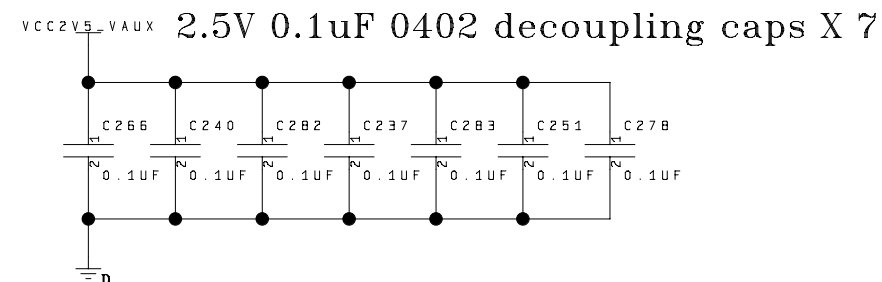 VCC2V5_VAUX 2.5V 0.1uF 0402 decoupling caps X 7
C266 C240 C282 C237 C283 C251 C278
1 1 1 1 1 1 1
2 2 2 2 2 2 2
0.1UF 0.1UF 0.1UF 0.1UF 0.1UF 0.1UF 0.1UF
D